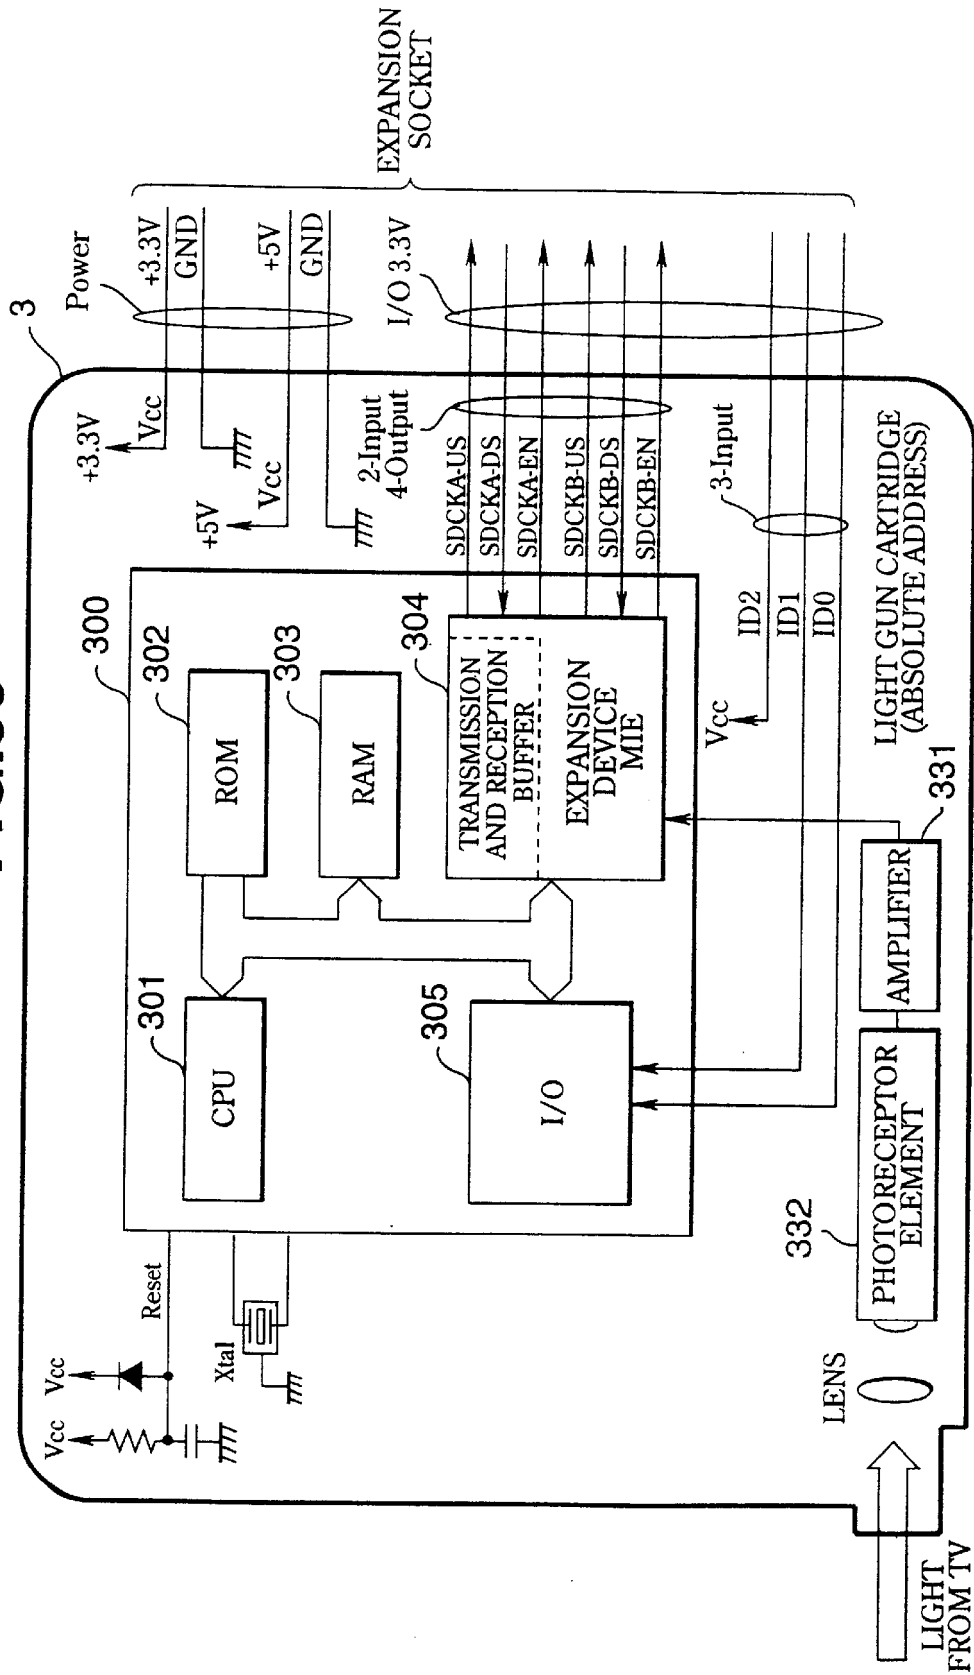 3
Power
+3.3V
GND
+5V
GND
I/O 3.3V
EXPANSION
SOCKET
+3.3V
Vcc
+5V
Vcc
2-Input
4-Output
SDCKA-US
SDCKA-DS
SDCKA-EN
SDCKB-US
SDCKB-DS
SDCKB-EN
3-Input
ID2
ID1
ID0
Vcc
300
302
ROM
303
RAM
304
TRANSMISSION
AND RECEPTION
BUFFER
EXPANSION
DEVICE
MIE
301
CPU
305
I/O
Vcc
Vcc
Reset
Xtal
LIGHT GUN CARTRIDGE
(ABSOLUTE ADDRESS)
331
AMPLIFIER
332
PHOTORECEPTOR
ELEMENT
LENS
LIGHT
FROM TV